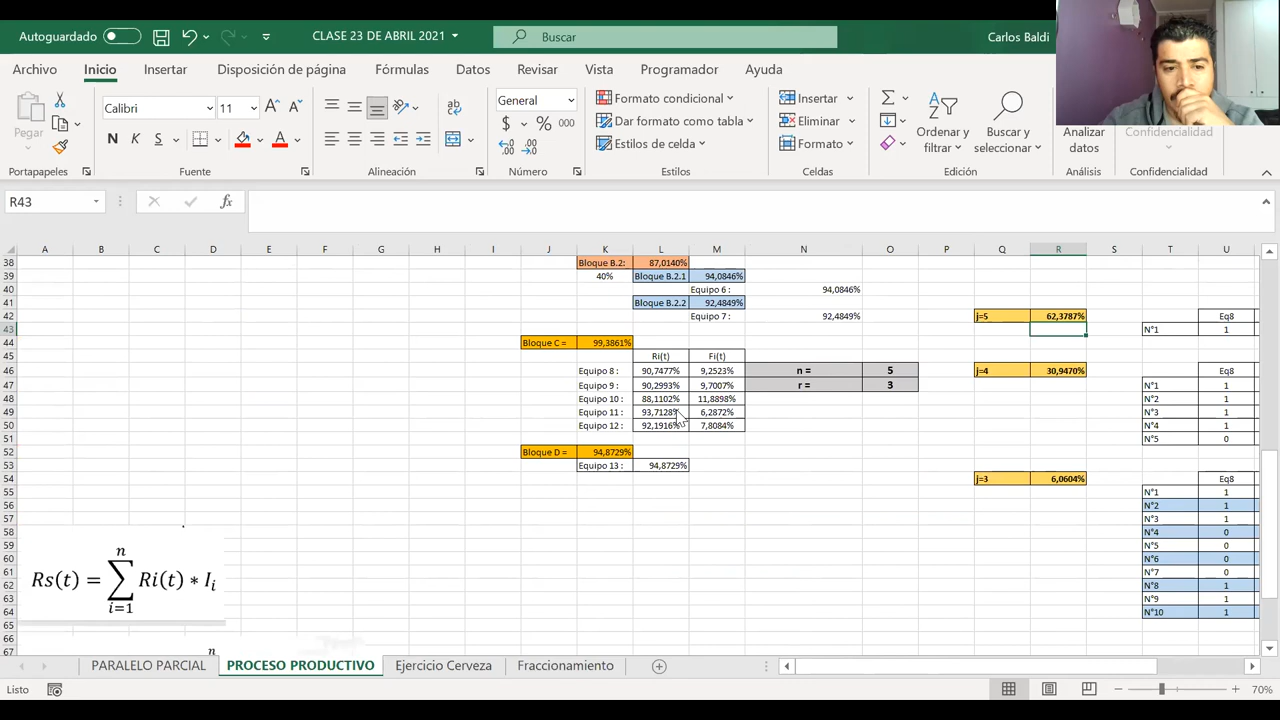 Autoguardado
CLASE 23 DE ABRIL 2021
Buscar
Carlos Baldi
Archivo Inicio Insertar Disposición de página Fórmulas Datos Revisar Vista Programador Ayuda
Pegar
Portapapeles
Calibri 11 A A
N K S A
Fuente
ab
Alineación
General
$ % 000
Número
Formato condicional
Dar formato como tabla
Estilos de celda
Estilos
Insertar
Eliminar
Formato
Celdas
Ordenar y filtrar
Buscar y seleccionar
Edición
Analizar datos
Análisis
Confidencialidad
Confidencialidad
R43 fx
A B C D E F G H I J K L M N O P Q R S T U
38 Bloque B.2: 87,0140%
39 40% Bloque B.2.1 94,0846%
40 Equipo 6 : 94,0846%
41 Bloque B.2.2 92,4849%
42 Equipo 7 : 92,4849% j=5 62,3787% Eq8
43 N°1 1
44 Bloque C = 99,3861%
45 Ri(t) Fi(t)
46 Equipo 8 : 90,7477% 9,2523% n = 5 j=4 30,9470% Eq8
47 Equipo 9 : 90,2993% 9,7007% r = 3 N°1 1
48 Equipo 10 : 88,1102% 11,8898% N°2 1
49 Equipo 11 : 93,7128% 6,2872% N°3 1
50 Equipo 12 : 92,1916% 7,8084% N°4 1
51 N°5 0
52 Bloque D = 94,8729%
53 Equipo 13 : 94,8729%
54 j=3 6,0604% Eq8
55 N°1 1
56 N°2 1
57 N°3 1
58 N°4 0
59 N°5 0
60 N°6 0
61 N°7 0
62 N°8 1
63 N°9 1
64 N°10 1
65
66
67
n
Rs(t) = ∑ Ri(t) * Ii
i=1
n
PARALELO PARCIAL PROCESO PRODUCTIVO Ejercicio Cerveza Fraccionamiento
Listo
70%